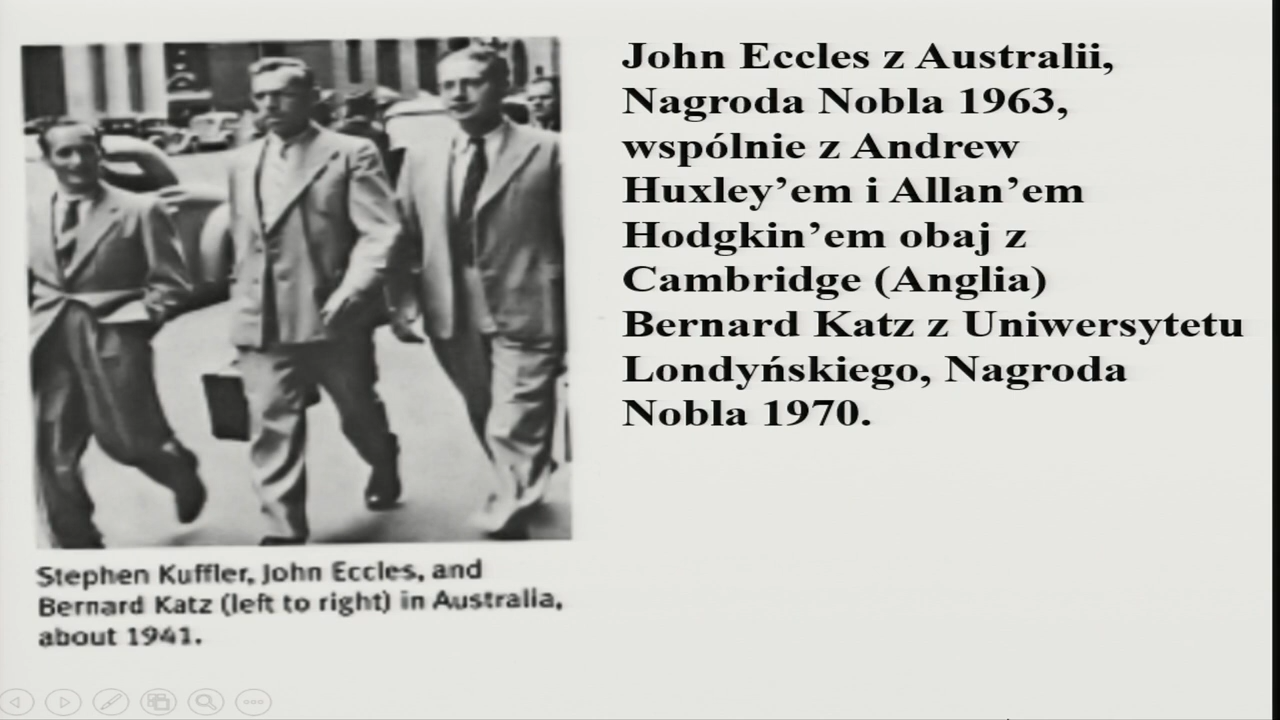 John Eccles z Australii,
Nagroda Nobla 1963,
wspólnie z Andrew
Huxley’em i Allan’em
Hodgkin’em obaj z
Cambridge (Anglia)
Bernard Katz z Uniwersytetu
Londyńskiego, Nagroda
Nobla 1970.
Stephen Kuffler, John Eccles, and
Bernard Katz (left to right) in Australia,
about 1941.